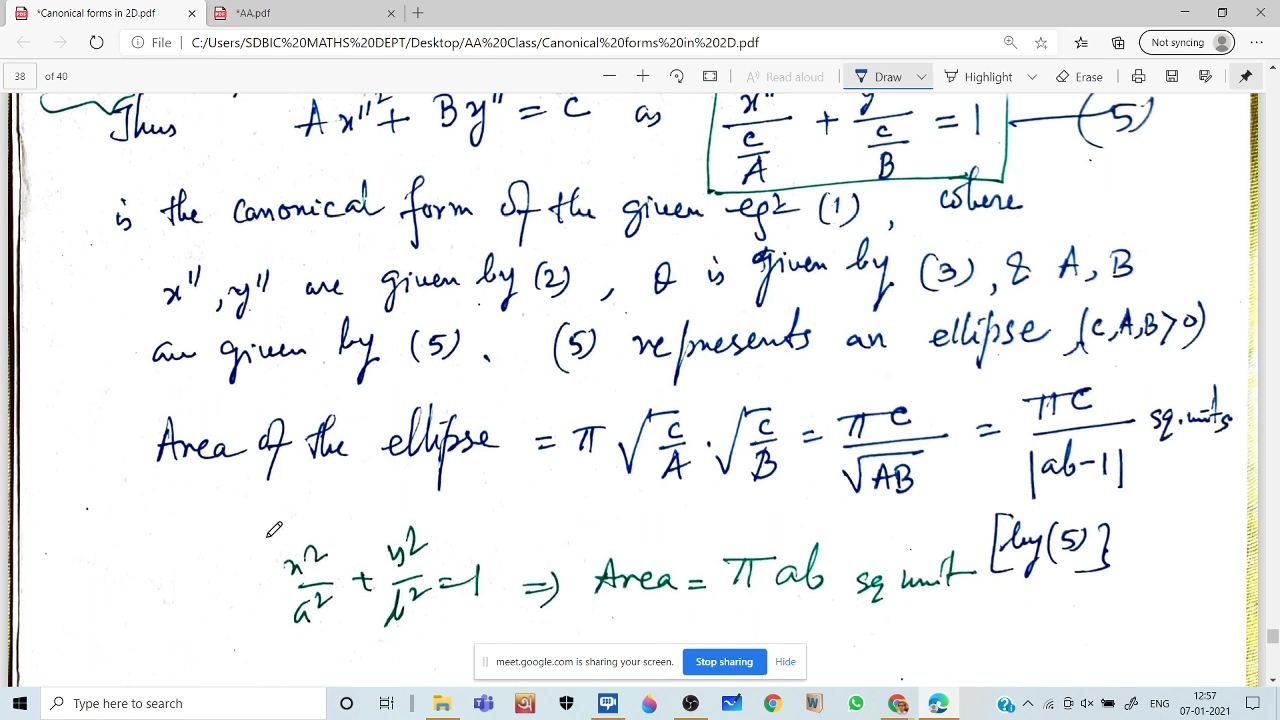 *Canonical forms in 2D.pdf × *AA.pdf × +
File | C:/Users/SDBIC%20MATHS%20DEPT/Desktop/AA%20Class/Canonical%20forms%20in%202D.pdf Not syncing
38 of 40 Read aloud Draw Highlight Erase
Thus Ax''² + By'' = C as x''/(C/A) + y/(C/B) = 1 (5)
is the canonical form of the given eqⁿ (1), where
x'', y'' are given by (2), θ is given by (3), & A, B
are given by (5). (5) represents an ellipse, (C, A, B > 0)
Area of the ellipse = π √(C/A) . √(C/B) = πC/√AB = πC/|ab-1| sq. units
[by (5)]
x²/a² + y²/b² = 1 ⇒ Area = π ab sq unit
meet.google.com is sharing your screen. Stop sharing Hide
Type here to search ENG 12:57
07-01-2021